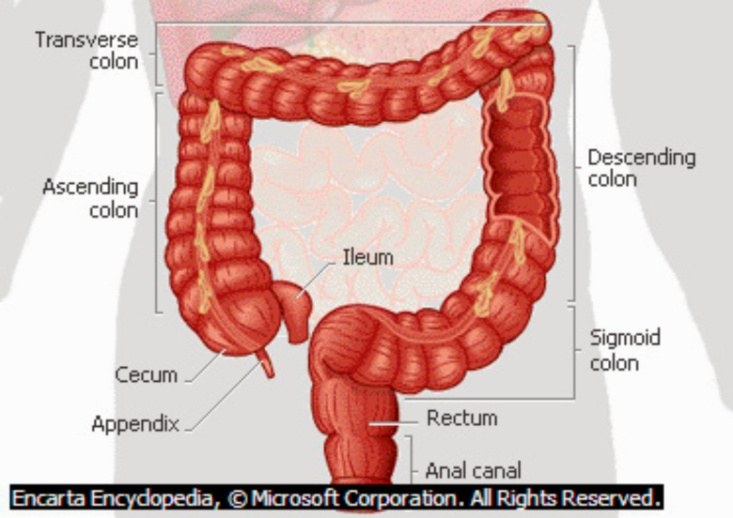 Transverse
colon
Ascending
colon
Descending
colon
Ileum
Sigmoid
colon
Cecum
Appendix
Rectum
Anal canal
Encarta Encyclopedia, © Microsoft Corporation. All Rights Reserved.